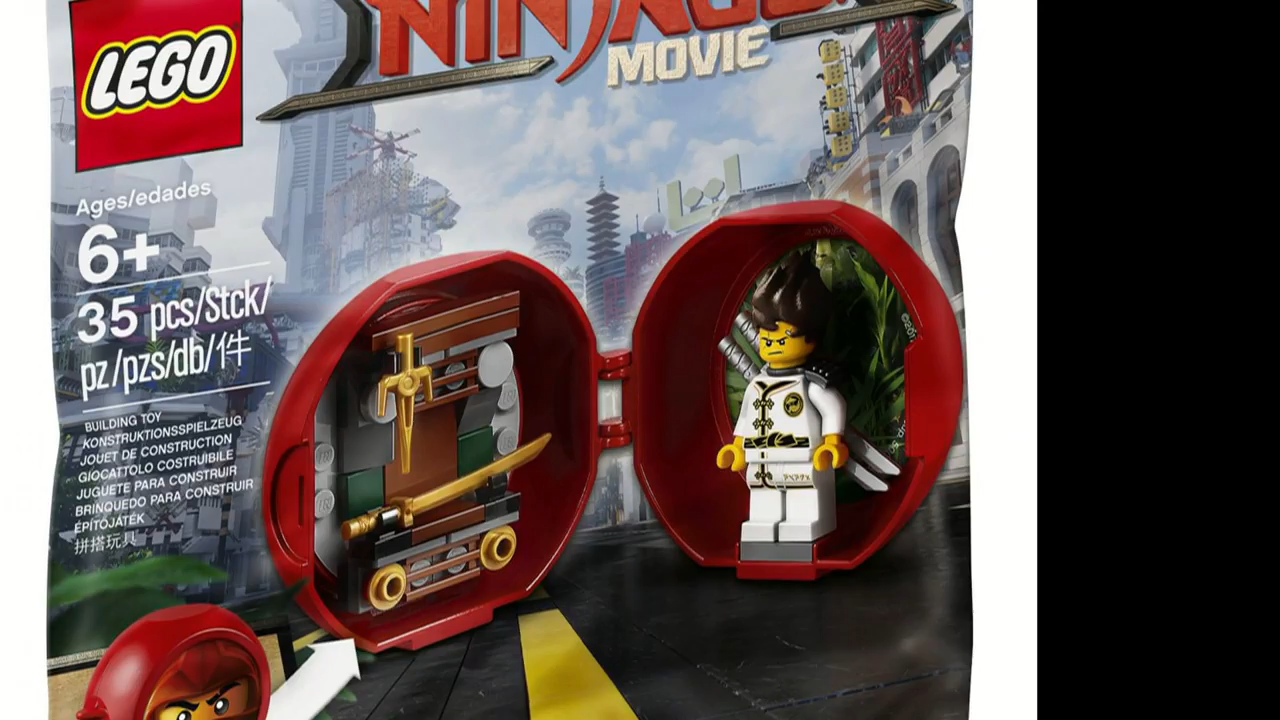 LEGO
NINJAGO
MOVIE
Ages/edades
6+
35 pcs/Stck/
pz/pzs/db/件
BUILDING TOY
KONSTRUKTIONSSPIELZEUG
JOUET DE CONSTRUCTION
GIOCATTOLO COSTRUIBILE
JUGUETE PARA CONSTRUIR
BRINQUEDO PARA CONSTRUIR
ÉPÍTŐJÁTÉK
拼搭玩具